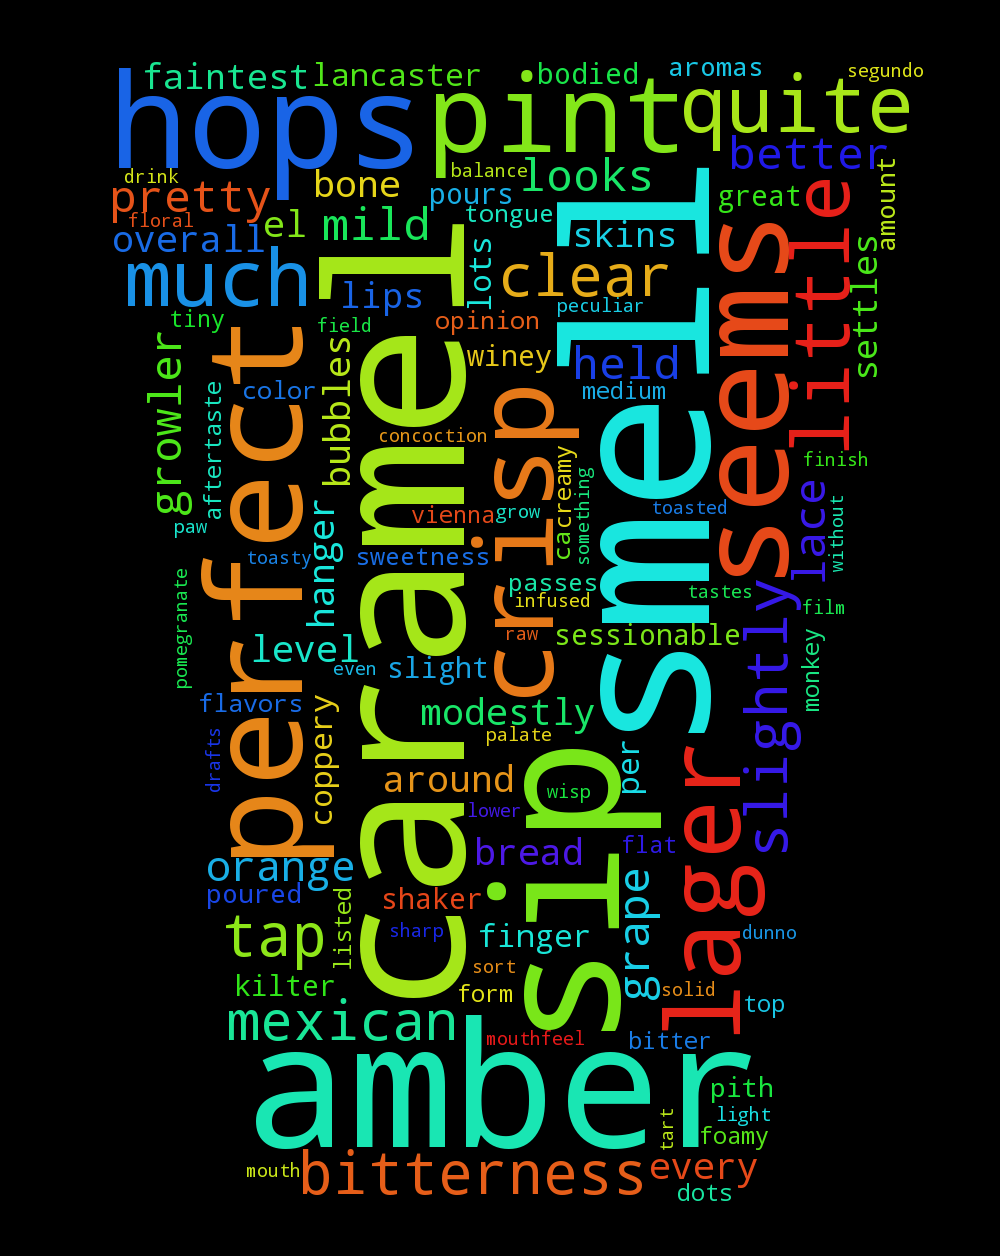 faintest
lancaster
bodied
aromas
segundo
hops
pint
quite
better
drink
balance
looks
pretty
bone
pours
great
amount
floral
el
mild
tongue
skins
little
overall
much
lips
lots
clear
smell
seems
settles
peculiar
tiny
field
opinion
winey
held
medium
growler
perfect
caramel
bubbles
color
aftertaste
concoction
crisp
cacreamy
something
finish
paw
hanger
vienna
grow
toasted
lace
without
toasty
sweetness
passes
infused
tastes
film
pomegranate
raw
sessionable
slightly
monkey
level
even
slight
flavors
modestly
drafts
coppery
palate
per
around
wisp
sip
lower
bread
flat
lager
orange
poured
shaker
grape
listed
tap
sharp
finger
dunno
sort
kilter
form
solid
top
mexican
mouthfeel
bitter
amber
pith
light
tart
foamy
mouth
bitterness
every
dots